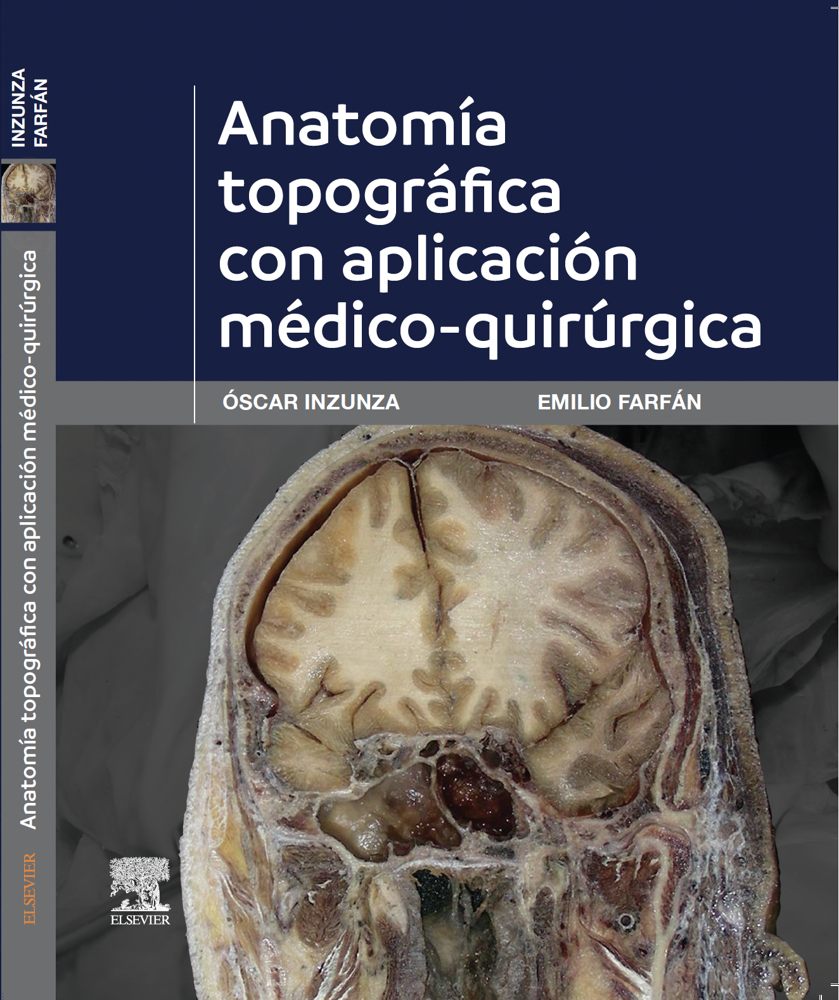 INZUNZA
FARFÁN
Anatomía topográfica con aplicación médico-quirúrgica
ELSEVIER
Anatomía
topográfica
con aplicación
médico-quirúrgica
ÓSCAR INZUNZA
EMILIO FARFÁN
ELSEVIER